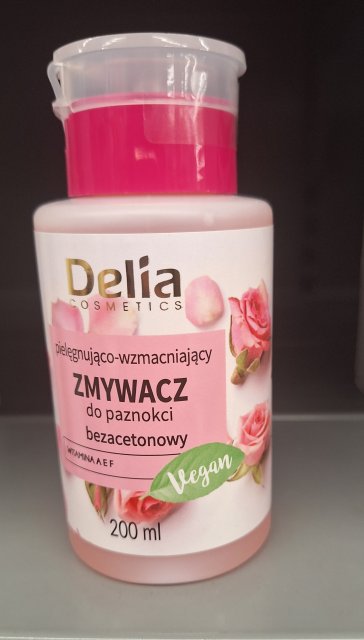 Delia
COSMETICS
pielęgnująco-wzmacniający
ZMYWACZ
do paznokci
bezacetonowy
WITAMINA A E F
Vegan
200 ml